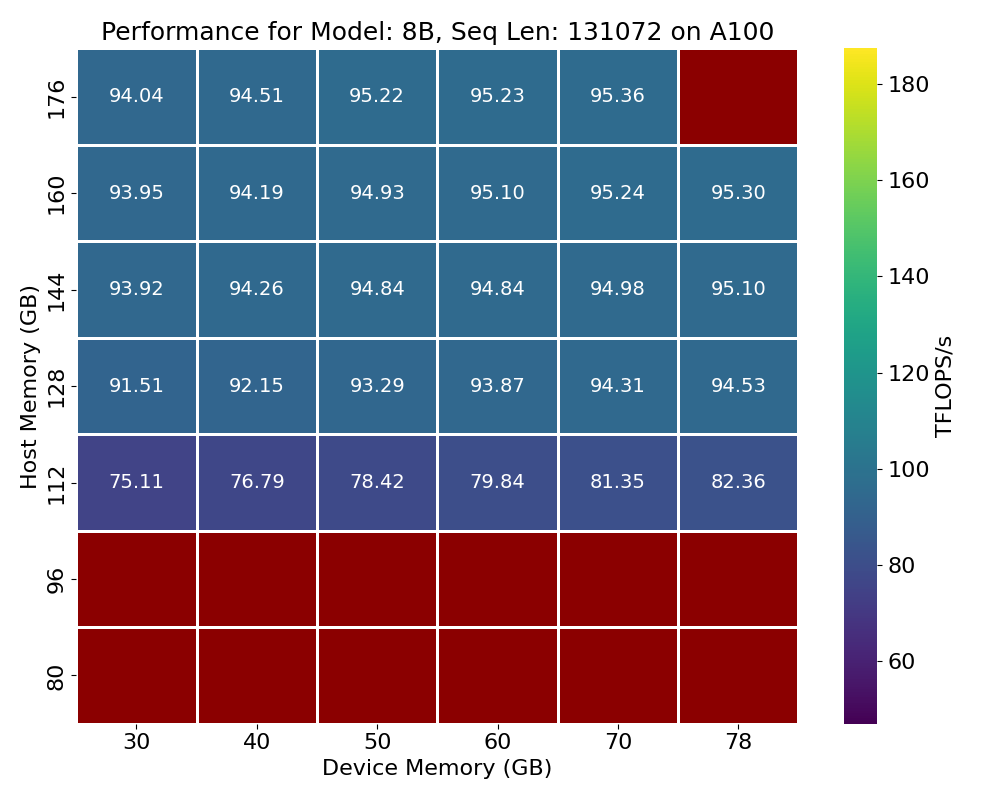 Performance for Model: 8B, Seq Len: 131072 on A100
176 94.04 94.51 95.22 95.23 95.36
160 93.95 94.19 94.93 95.10 95.24 95.30
144 93.92 94.26 94.84 94.84 94.98 95.10
128 91.51 92.15 93.29 93.87 94.31 94.53
112 75.11 76.79 78.42 79.84 81.35 82.36
96
80
Host Memory (GB)
30 40 50 60 70 78
Device Memory (GB)
180
160
140
120
100
80
60
TFLOPS/s